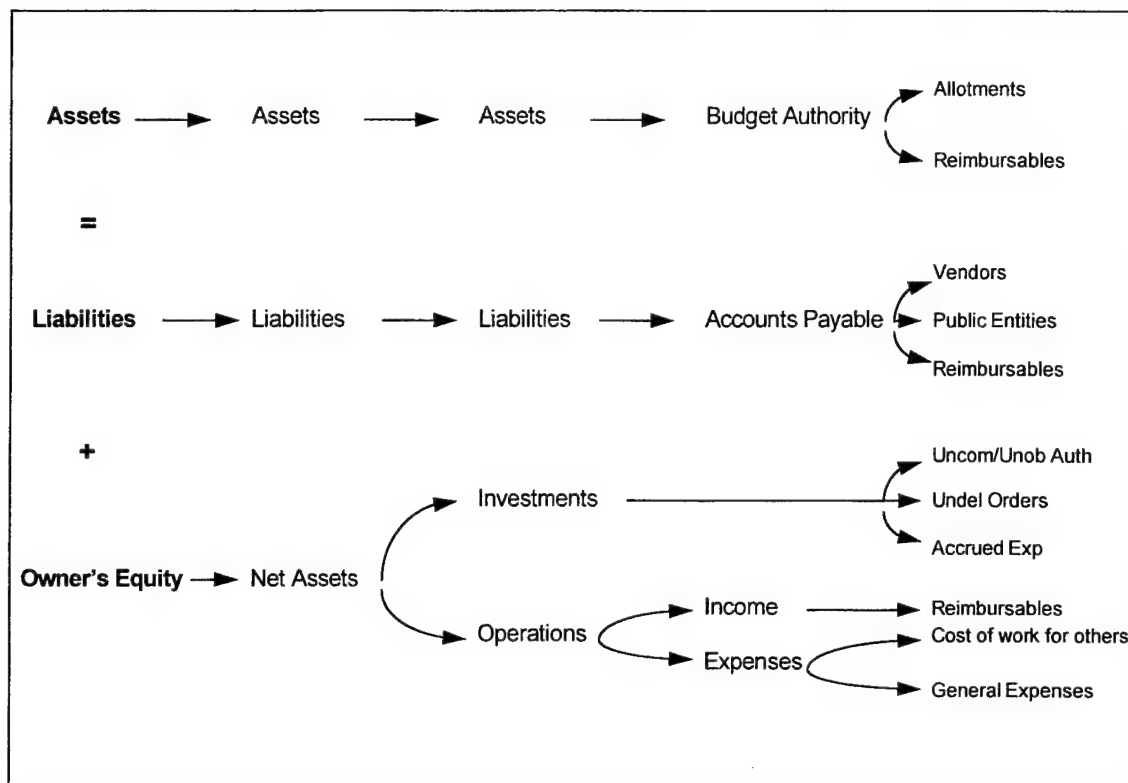 Allotments
Assets Assets Assets Budget Authority
Reimbursables
=
Vendors
Liabilities Liabilities Liabilities Accounts Payable Public Entities
Reimbursables
+
Uncom/Unob Auth
Investments Undel Orders
Accrued Exp
Owner's Equity Net Assets
Income Reimbursables
Operations Cost of work for others
Expenses
General Expenses